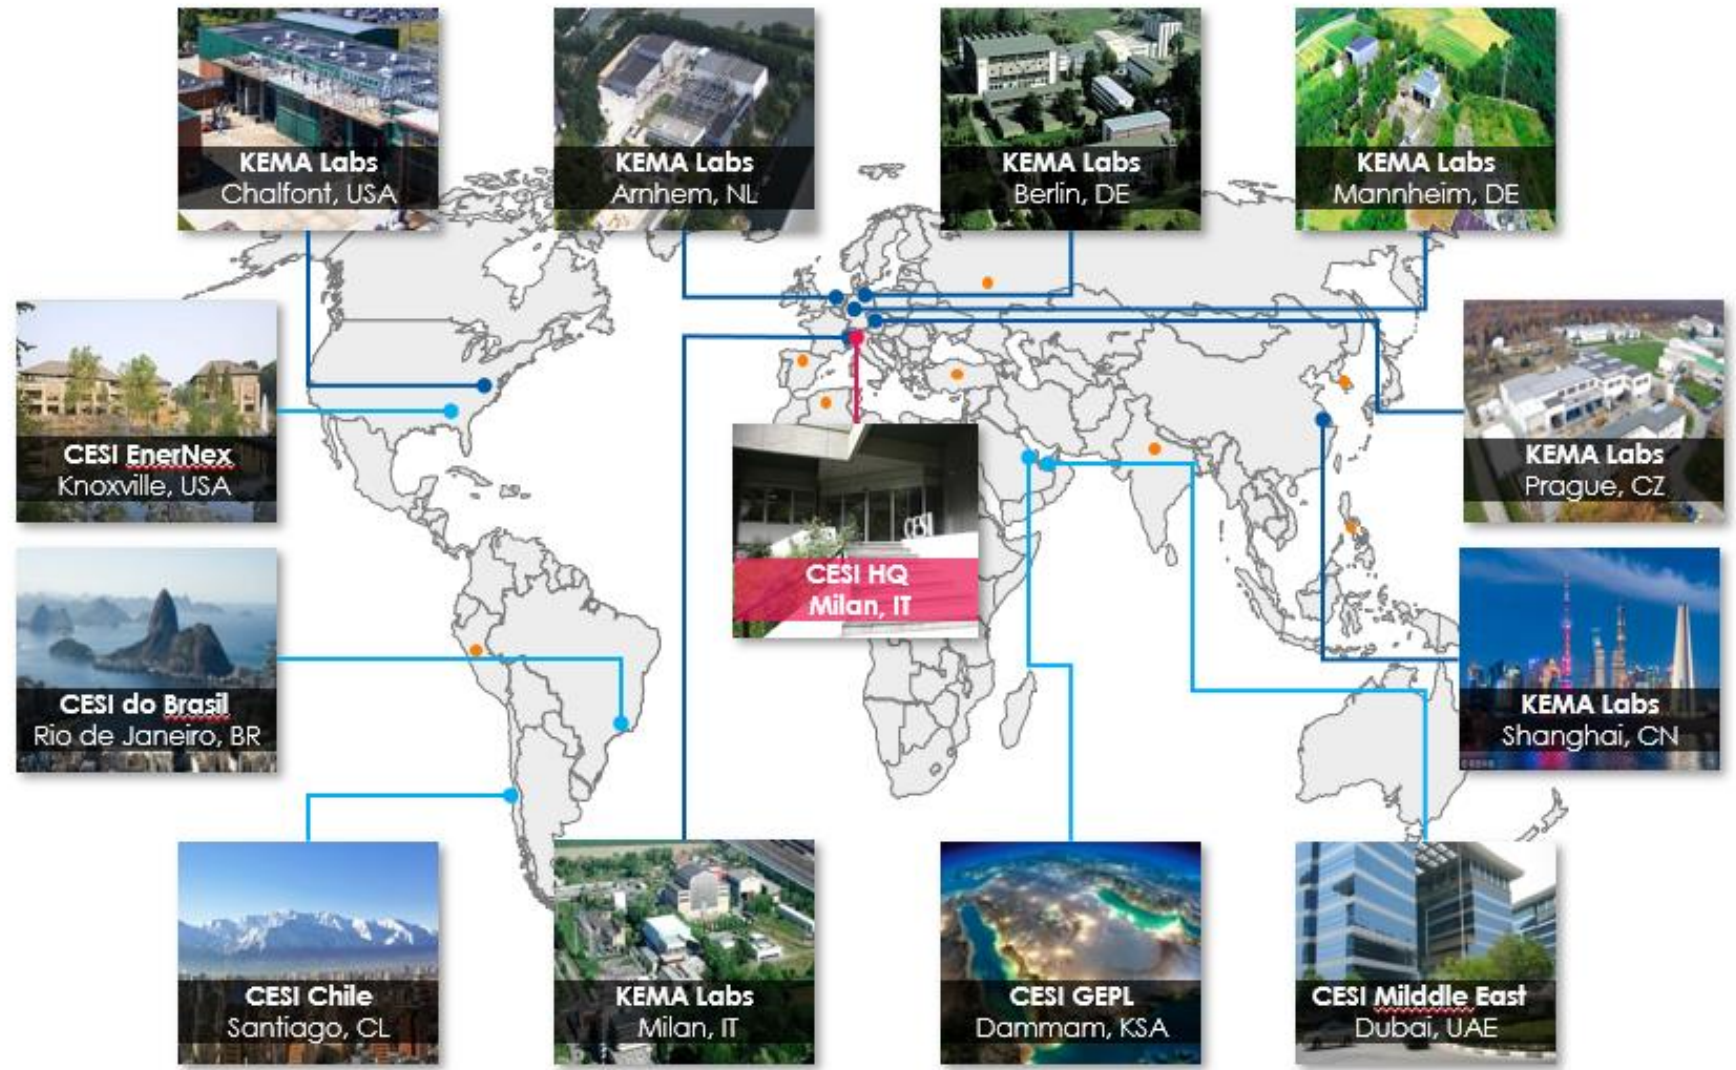 KEMA Labs
Chalfont, USA
KEMA Labs
Arnhem, NL
KEMA Labs
Berlin, DE
KEMA Labs
Mannheim, DE
CESI EnerNex
Knoxville, USA
KEMA Labs
Prague, CZ
CESI
CESI HQ
Milan, IT
CESI do Brasil
Rio de Janeiro, BR
KEMA Labs
Shanghai, CN
CESI Chile
Santiago, CL
KEMA Labs
Milan, IT
CESI GEPL
Dammam, KSA
CESI Milddle East
Dubai, UAE